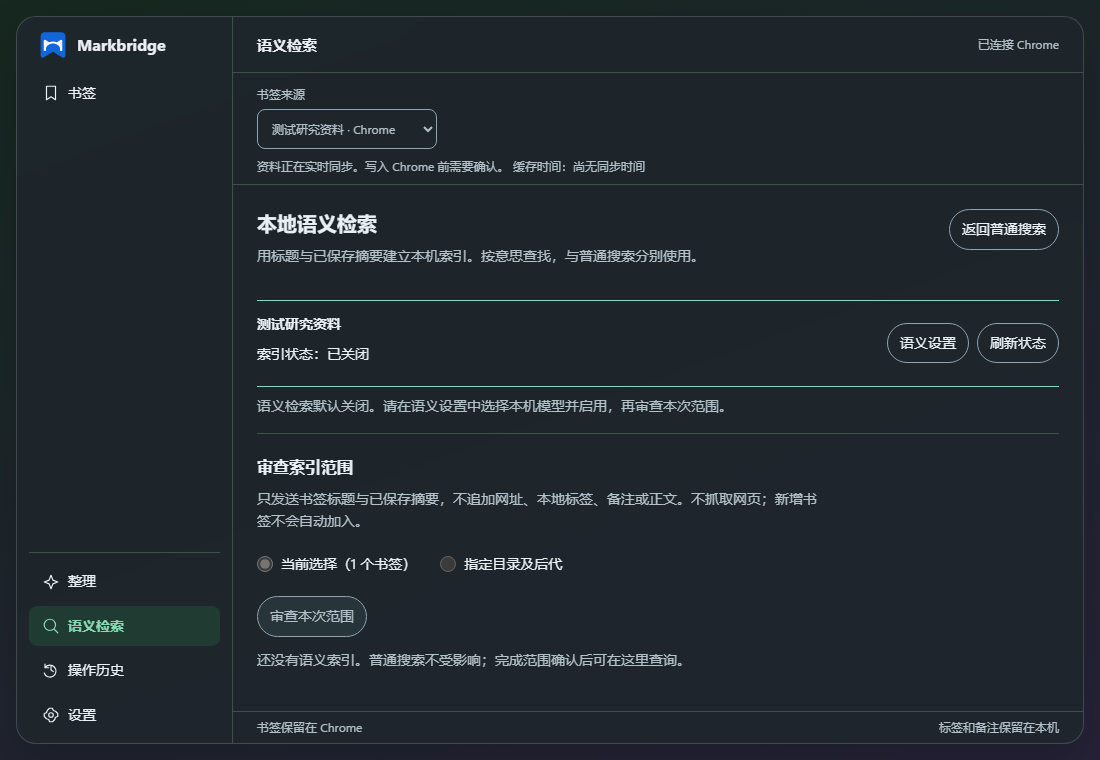 Markbridge
书签
整理
语义检索
操作历史
设置
语义检索
已连接 Chrome
书签来源
测试研究资料 · Chrome
资料正在实时同步。写入 Chrome 前需要确认。 缓存时间：尚无同步时间
本地语义检索
返回普通搜索
用标题与已保存摘要建立本机索引。按意思查找，与普通搜索分别使用。
测试研究资料
索引状态：已关闭
语义设置
刷新状态
语义检索默认关闭。请在语义设置中选择本机模型并启用，再审查本次范围。
审查索引范围
只发送书签标题与已保存摘要，不追加网址、本地标签、备注或正文。不抓取网页；新增书
签不会自动加入。
当前选择（1 个书签）
指定目录及后代
审查本次范围
还没有语义索引。普通搜索不受影响；完成范围确认后可在这里查询。
书签保留在 Chrome
标签和备注保留在本机